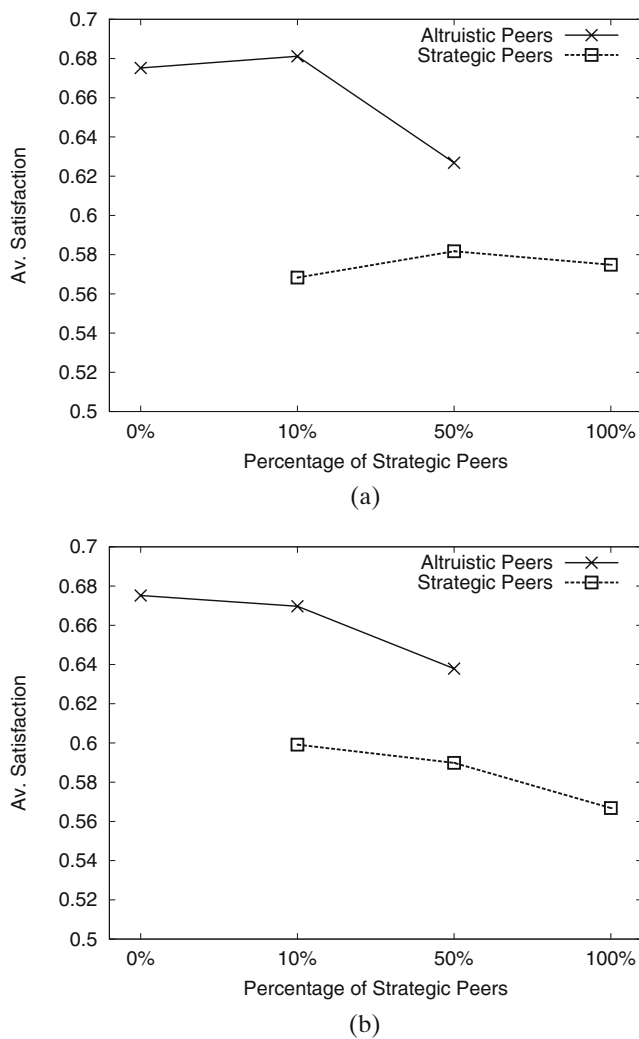 0.7
0.68
0.66
0.64
0.62
0.6
0.58
0.56
0.54
0.52
0.5
Av. Satisfaction
Altruistic Peers
Strategic Peers
0% 10% 50% 100%
Percentage of Strategic Peers
(a)
0.7
0.68
0.66
0.64
0.62
0.6
0.58
0.56
0.54
0.52
0.5
Av. Satisfaction
Altruistic Peers
Strategic Peers
0% 10% 50% 100%
Percentage of Strategic Peers
(b)